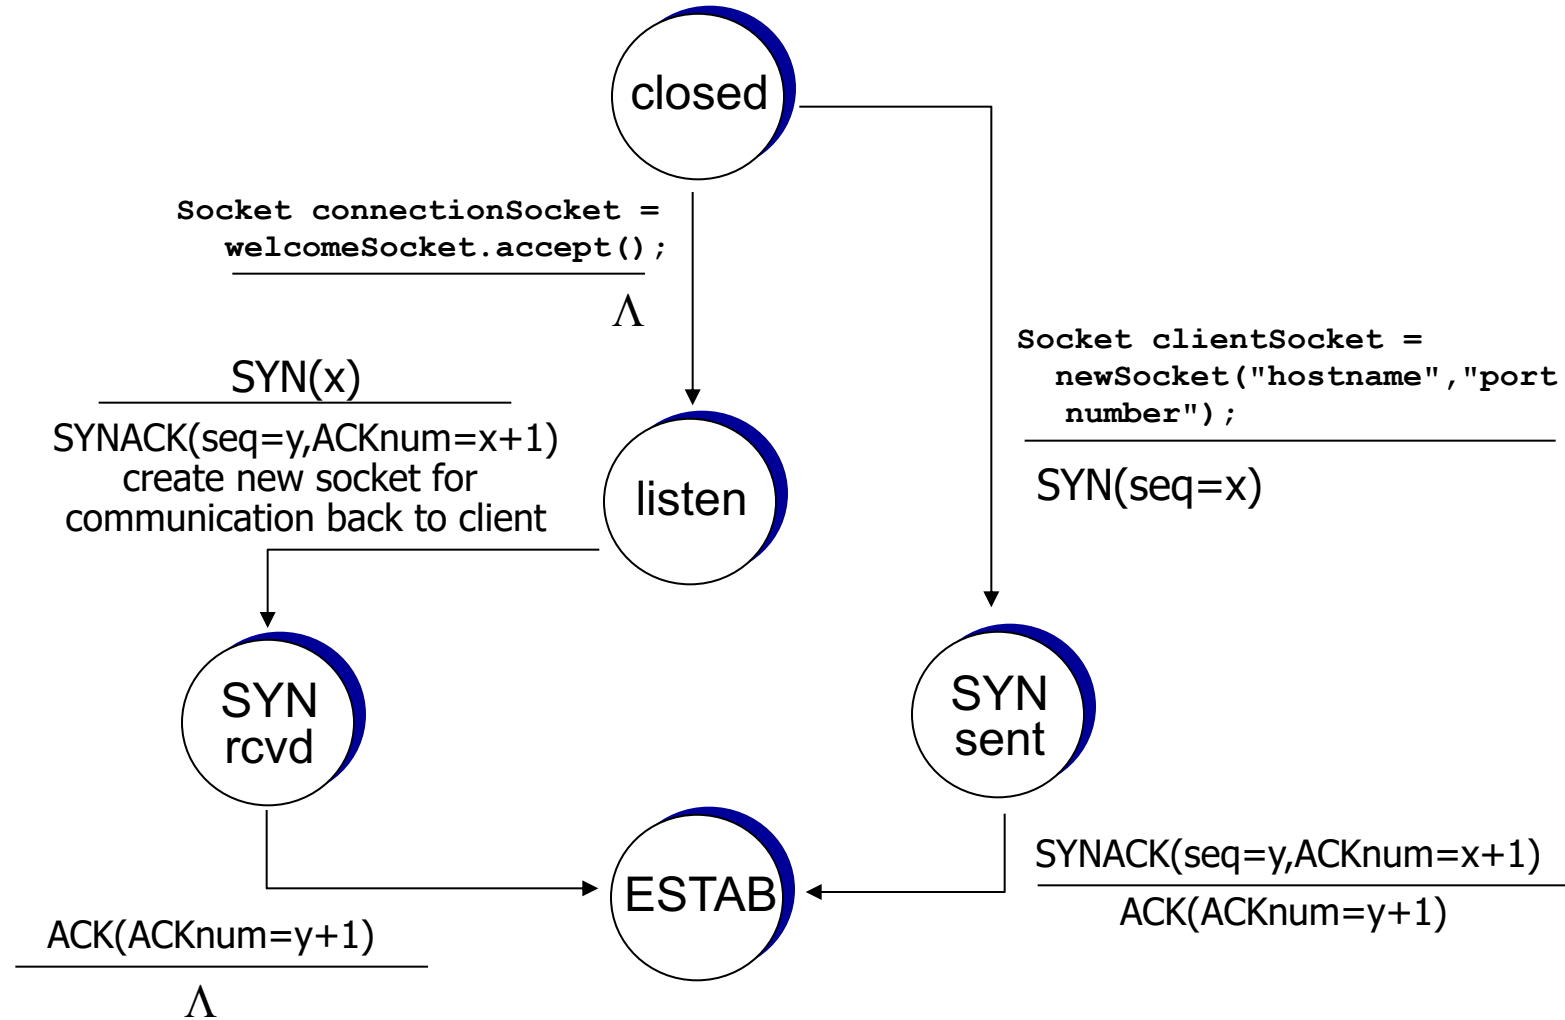 closed
Socket connectionSocket =
welcomeSocket.accept();
Λ
Socket clientSocket =
newSocket("hostname","port
number");
SYN(seq=x)
SYN(x)
SYNACK(seq=y,ACKnum=x+1)
create new socket for
communication back to client
listen
SYN
rcvd
SYN
sent
ESTAB
SYNACK(seq=y,ACKnum=x+1)
ACK(ACKnum=y+1)
ACK(ACKnum=y+1)
Λ